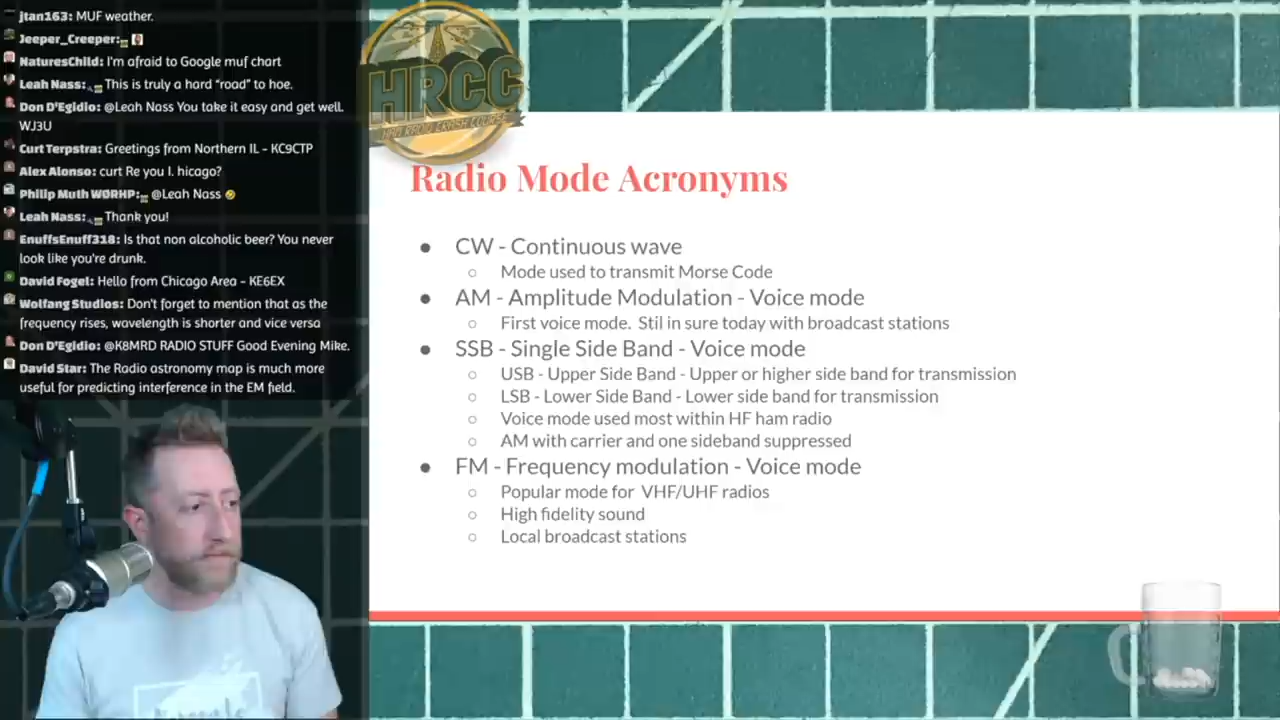 jtan163: MUF weather.
Jeeper_Creeper:
NaturesChild: I'm afraid to Google muf chart
Leah Nass: This is truly a hard “road” to hoe.
Don D'Egidio: @Leah Nass You take it easy and get well.
WJ3U
Curt Terpstra: Greetings from Northern IL - KC9CTP
Alex Alonso: curt Re you I. hicago?
Philip Muth WØRHP: @Leah Nass 🤣
Leah Nass: Thank you!
EnuffsEnuff318: Is that non alcoholic beer? You never
look like you're drunk.
David Fogel: Hello from Chicago Area - KE6EX
Wolfang Studios: Don't forget to mention that as the
frequency rises, wavelength is shorter and vice versa
Don D'Egidio: @K8MRD RADIO STUFF Good Evening Mike.
David Star: The Radio astronomy map is much more
useful for predicting interference in the EM field.
HRCC
HAM RADIO CRASH COURSE
Radio Mode Acronyms
● CW - Continuous wave
○ Mode used to transmit Morse Code
● AM - Amplitude Modulation - Voice mode
○ First voice mode. Stil in sure today with broadcast stations
● SSB - Single Side Band - Voice mode
○ USB - Upper Side Band - Upper or higher side band for transmission
○ LSB - Lower Side Band - Lower side band for transmission
○ Voice mode used most within HF ham radio
○ AM with carrier and one sideband suppressed
● FM - Frequency modulation - Voice mode
○ Popular mode for VHF/UHF radios
○ High fidelity sound
○ Local broadcast stations